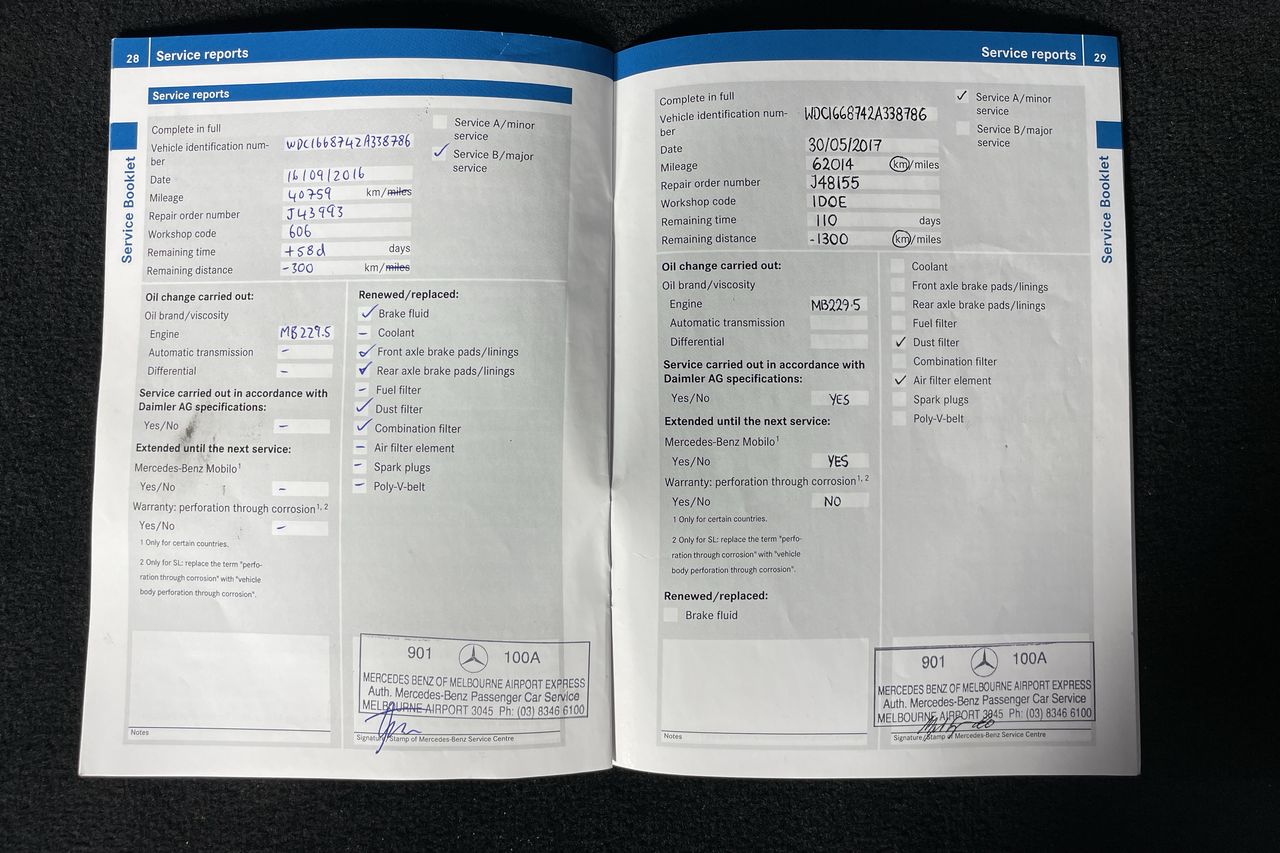 28 Service reports
Service reports
Service Booklet
Complete in full
Vehicle identification num-
ber WDC1668742A338786
Date 16/09/2016
Mileage 40759 km/miles
Repair order number J43993
Workshop code 606
Remaining time +58d days
Remaining distance -300 km/miles
Service A/minor
service
✓ Service B/major
service
Oil change carried out:
Oil brand/viscosity
Engine MB229.5
Automatic transmission -
Differential -
Service carried out in accordance with
Daimler AG specifications:
Yes/No -
Extended until the next service:
Mercedes-Benz Mobilo¹
Yes/No -
Warranty: perforation through corrosion¹, ²
Yes/No -
1 Only for certain countries.
2 Only for SL: replace the term "perfo-
ration through corrosion" with "vehicle
body perforation through corrosion".
Renewed/replaced:
✓ Brake fluid
- Coolant
✓ Front axle brake pads/linings
✓ Rear axle brake pads/linings
- Fuel filter
✓ Dust filter
✓ Combination filter
- Air filter element
- Spark plugs
- Poly-V-belt
Notes
901 100A
MERCEDES BENZ OF MELBOURNE AIRPORT EXPRESS
Auth. Mercedes-Benz Passenger Car Service
MELBOURNE AIRPORT 3045 Ph: (03) 8346 6100
Signature/Stamp of Mercedes-Benz Service Centre
Service reports 29
Service Booklet
Complete in full
Vehicle identification num-
ber WDC1668742A338786
Date 30/05/2017
Mileage 62014 km/miles
Repair order number J48155
Workshop code IDOE
Remaining time 110 days
Remaining distance -1300 km/miles
✓ Service A/minor
service
Service B/major
service
Oil change carried out:
Oil brand/viscosity
Engine MB229.5
Automatic transmission
Differential
Service carried out in accordance with
Daimler AG specifications:
Yes/No YES
Extended until the next service:
Mercedes-Benz Mobilo¹
Yes/No YES
Warranty: perforation through corrosion¹, ²
Yes/No NO
1 Only for certain countries.
2 Only for SL: replace the term "perfo-
ration through corrosion" with "vehicle
body perforation through corrosion".
Renewed/replaced:
Brake fluid
Coolant
Front axle brake pads/linings
Rear axle brake pads/linings
Fuel filter
✓ Dust filter
Combination filter
✓ Air filter element
Spark plugs
Poly-V-belt
Notes
901 100A
MERCEDES BENZ OF MELBOURNE AIRPORT EXPRESS
Auth. Mercedes-Benz Passenger Car Service
MELBOURNE AIRPORT 3045 Ph: (03) 8346 6100
Signature/Stamp of Mercedes-Benz Service Centre